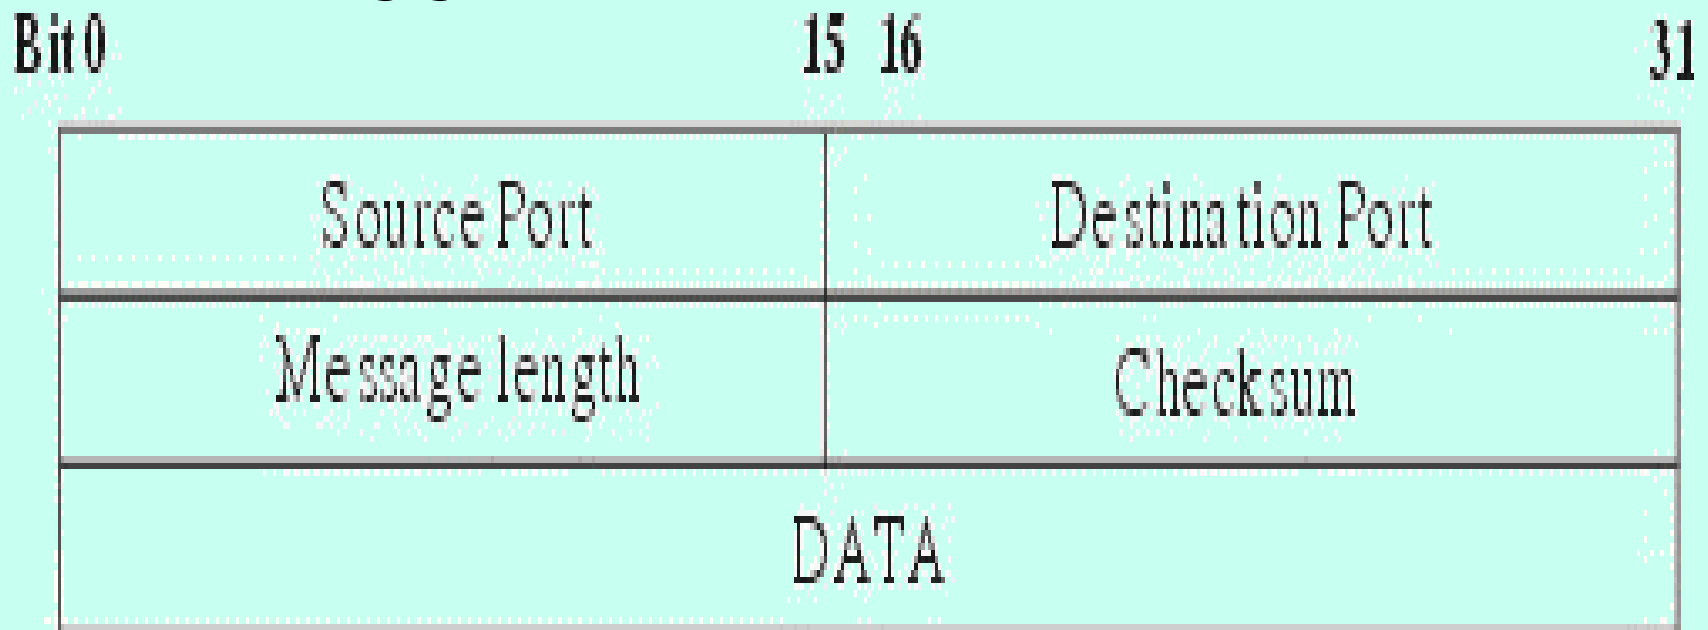 Bit 0 15 16 31
Source Port Destination Port
Message length Checksum
DATA